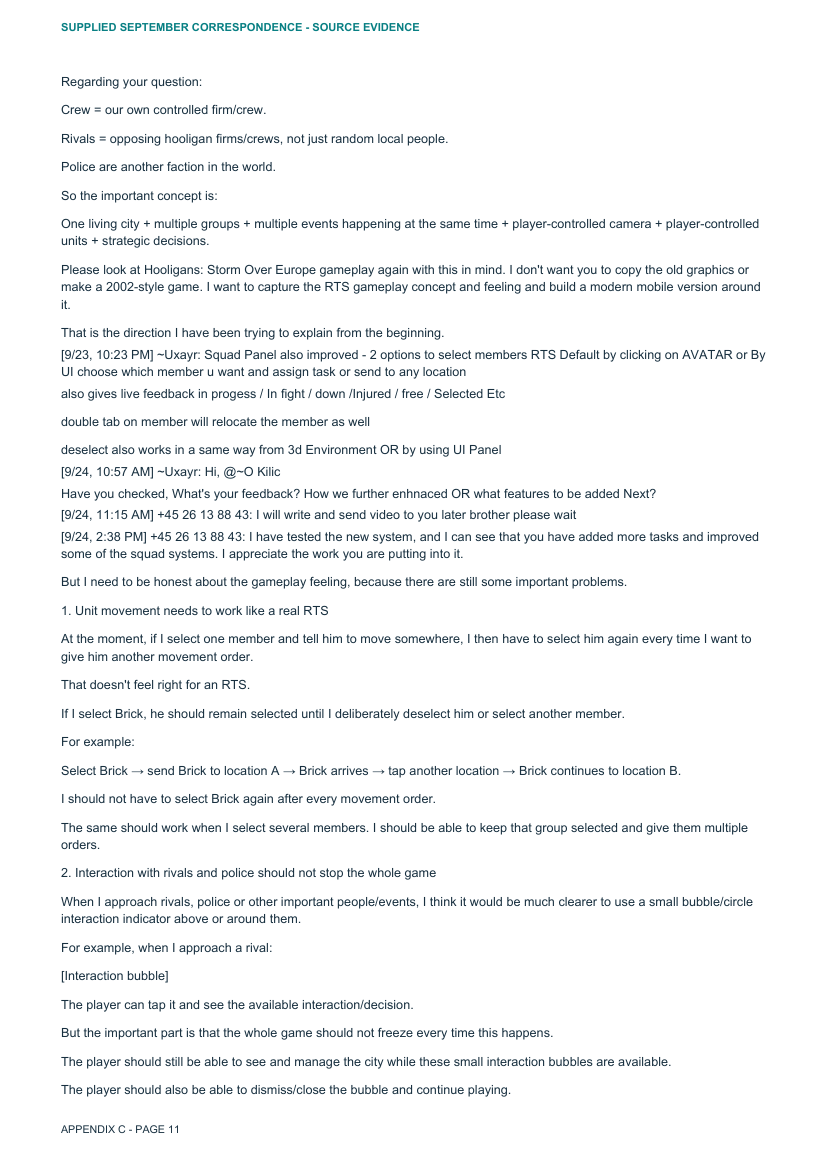 SUPPLIED SEPTEMBER CORRESPONDENCE - SOURCE EVIDENCE
Regarding your question:
Crew = our own controlled firm/crew.
Rivals = opposing hooligan firms/crews, not just random local people.
Police are another faction in the world.
So the important concept is:
One living city + multiple groups + multiple events happening at the same time + player-controlled camera + player-controlled
units + strategic decisions.
Please look at Hooligans: Storm Over Europe gameplay again with this in mind. I don't want you to copy the old graphics or
make a 2002-style game. I want to capture the RTS gameplay concept and feeling and build a modern mobile version around
it.
That is the direction I have been trying to explain from the beginning.
[9/23, 10:23 PM] ~Uxayr: Squad Panel also improved - 2 options to select members RTS Default by clicking on AVATAR or By
UI choose which member u want and assign task or send to any location
also gives live feedback in progess / In fight / down /Injured / free / Selected Etc
double tab on member will relocate the member as well
deselect also works in a same way from 3d Environment OR by using UI Panel
[9/24, 10:57 AM] ~Uxayr: Hi, @~O Kilic
Have you checked, What's your feedback? How we further enhnaced OR what features to be added Next?
[9/24, 11:15 AM] +45 26 13 88 43: I will write and send video to you later brother please wait
[9/24, 2:38 PM] +45 26 13 88 43: I have tested the new system, and I can see that you have added more tasks and improved
some of the squad systems. I appreciate the work you are putting into it.
But I need to be honest about the gameplay feeling, because there are still some important problems.
1. Unit movement needs to work like a real RTS
At the moment, if I select one member and tell him to move somewhere, I then have to select him again every time I want to
give him another movement order.
That doesn't feel right for an RTS.
If I select Brick, he should remain selected until I deliberately deselect him or select another member.
For example:
Select Brick → send Brick to location A → Brick arrives → tap another location → Brick continues to location B.
I should not have to select Brick again after every movement order.
The same should work when I select several members. I should be able to keep that group selected and give them multiple
orders.
2. Interaction with rivals and police should not stop the whole game
When I approach rivals, police or other important people/events, I think it would be much clearer to use a small bubble/circle
interaction indicator above or around them.
For example, when I approach a rival:
[Interaction bubble]
The player can tap it and see the available interaction/decision.
But the important part is that the whole game should not freeze every time this happens.
The player should still be able to see and manage the city while these small interaction bubbles are available.
The player should also be able to dismiss/close the bubble and continue playing.
APPENDIX C - PAGE 11